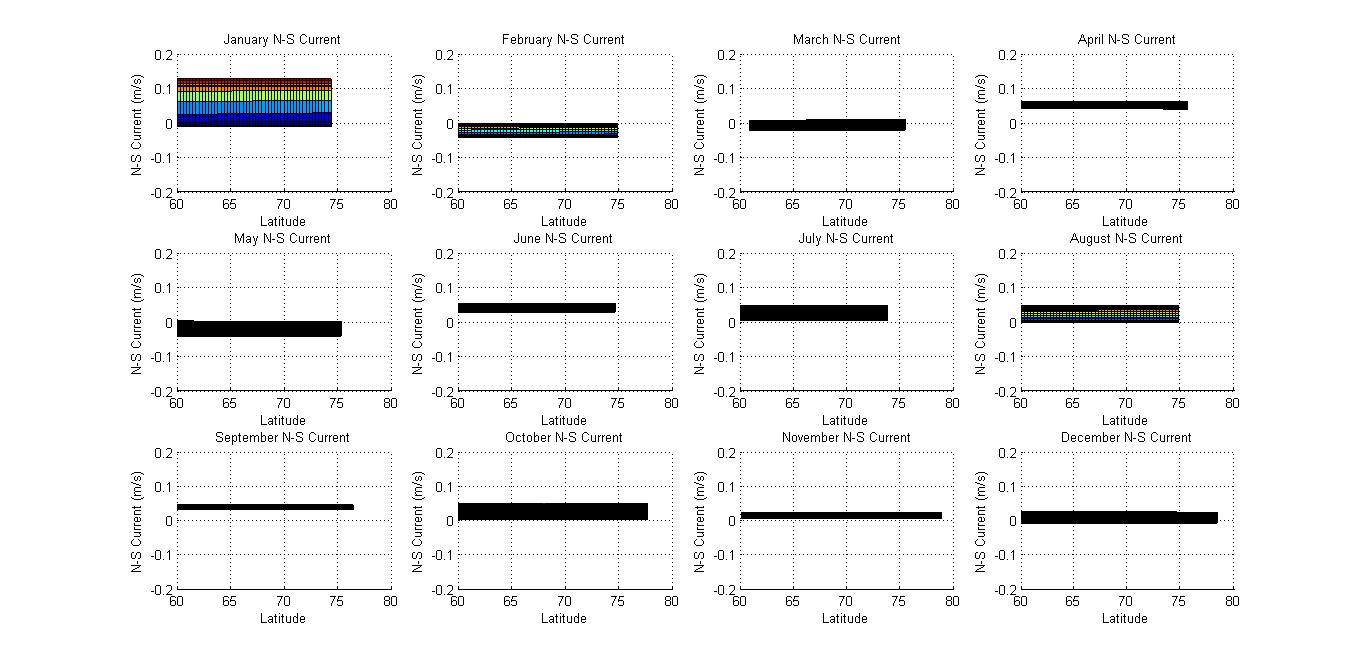 January N-S Current
February N-S Current
March N-S Current
April N-S Current
0.2
0.1
0
-0.1
-0.2
N-S Current (m/s)
60 65 70 75 80
Latitude
0.2
0.1
0
-0.1
-0.2
N-S Current (m/s)
60 65 70 75 80
Latitude
0.2
0.1
0
-0.1
-0.2
N-S Current (m/s)
60 65 70 75 80
Latitude
0.2
0.1
0
-0.1
-0.2
N-S Current (m/s)
60 65 70 75 80
Latitude
May N-S Current
June N-S Current
July N-S Current
August N-S Current
0.2
0.1
0
-0.1
-0.2
N-S Current (m/s)
60 65 70 75 80
Latitude
0.2
0.1
0
-0.1
-0.2
N-S Current (m/s)
60 65 70 75 80
Latitude
0.2
0.1
0
-0.1
-0.2
N-S Current (m/s)
60 65 70 75 80
Latitude
0.2
0.1
0
-0.1
-0.2
N-S Current (m/s)
60 65 70 75 80
Latitude
September N-S Current
October N-S Current
November N-S Current
December N-S Current
0.2
0.1
0
-0.1
-0.2
N-S Current (m/s)
60 65 70 75 80
Latitude
0.2
0.1
0
-0.1
-0.2
N-S Current (m/s)
60 65 70 75 80
Latitude
0.2
0.1
0
-0.1
-0.2
N-S Current (m/s)
60 65 70 75 80
Latitude
0.2
0.1
0
-0.1
-0.2
N-S Current (m/s)
60 65 70 75 80
Latitude